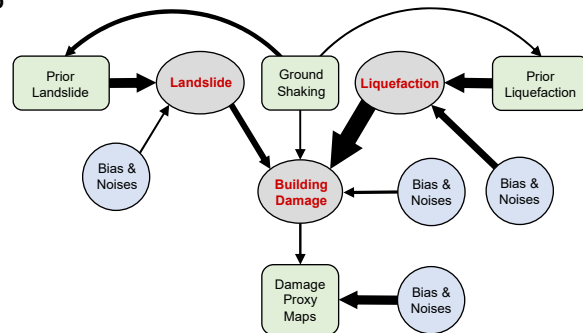 Prior
Landslide
Landslide
Ground
Shaking
Liquefaction
Prior
Liquefaction
Bias &
Noises
Building
Damage
Bias &
Noises
Bias &
Noises
Damage
Proxy
Maps
Bias &
Noises